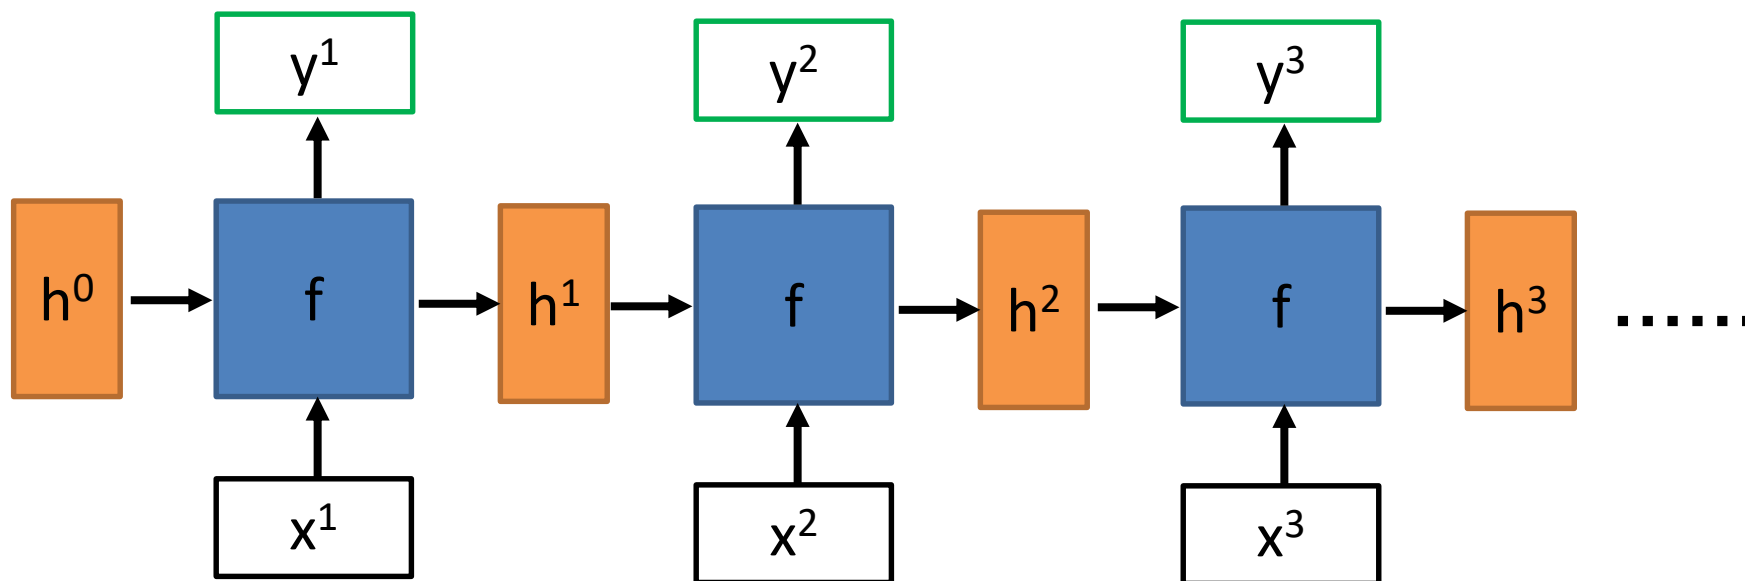 y¹ y² y³
h⁰ f h¹ f h² f h³ ......
x¹ x² x³